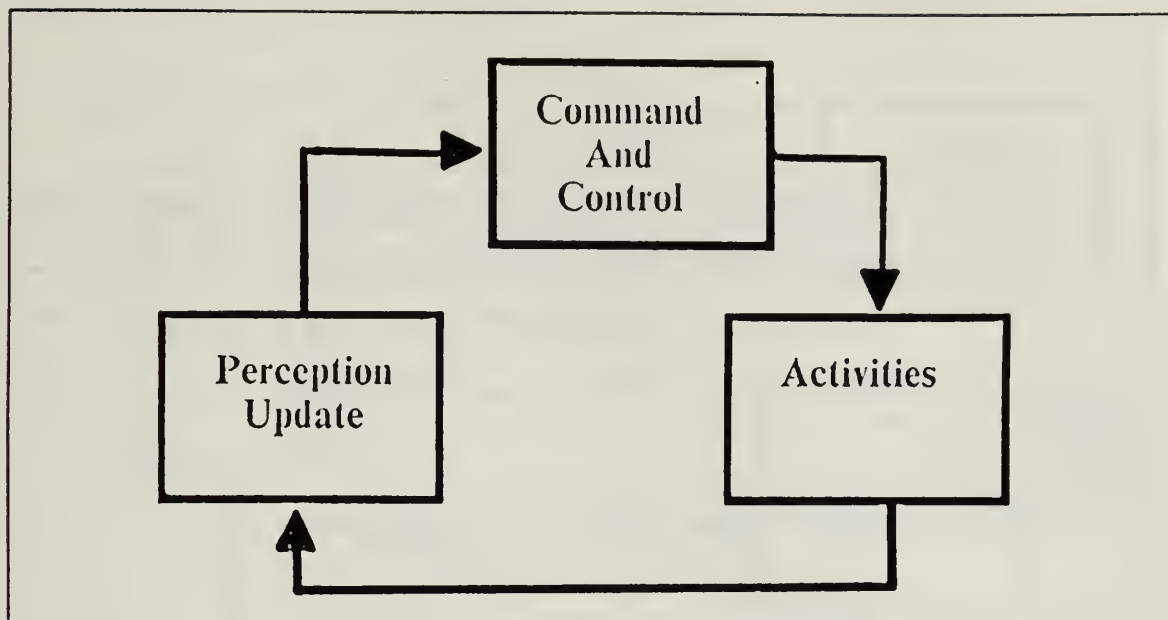 Command
And
Control
Perception
Update
Activities